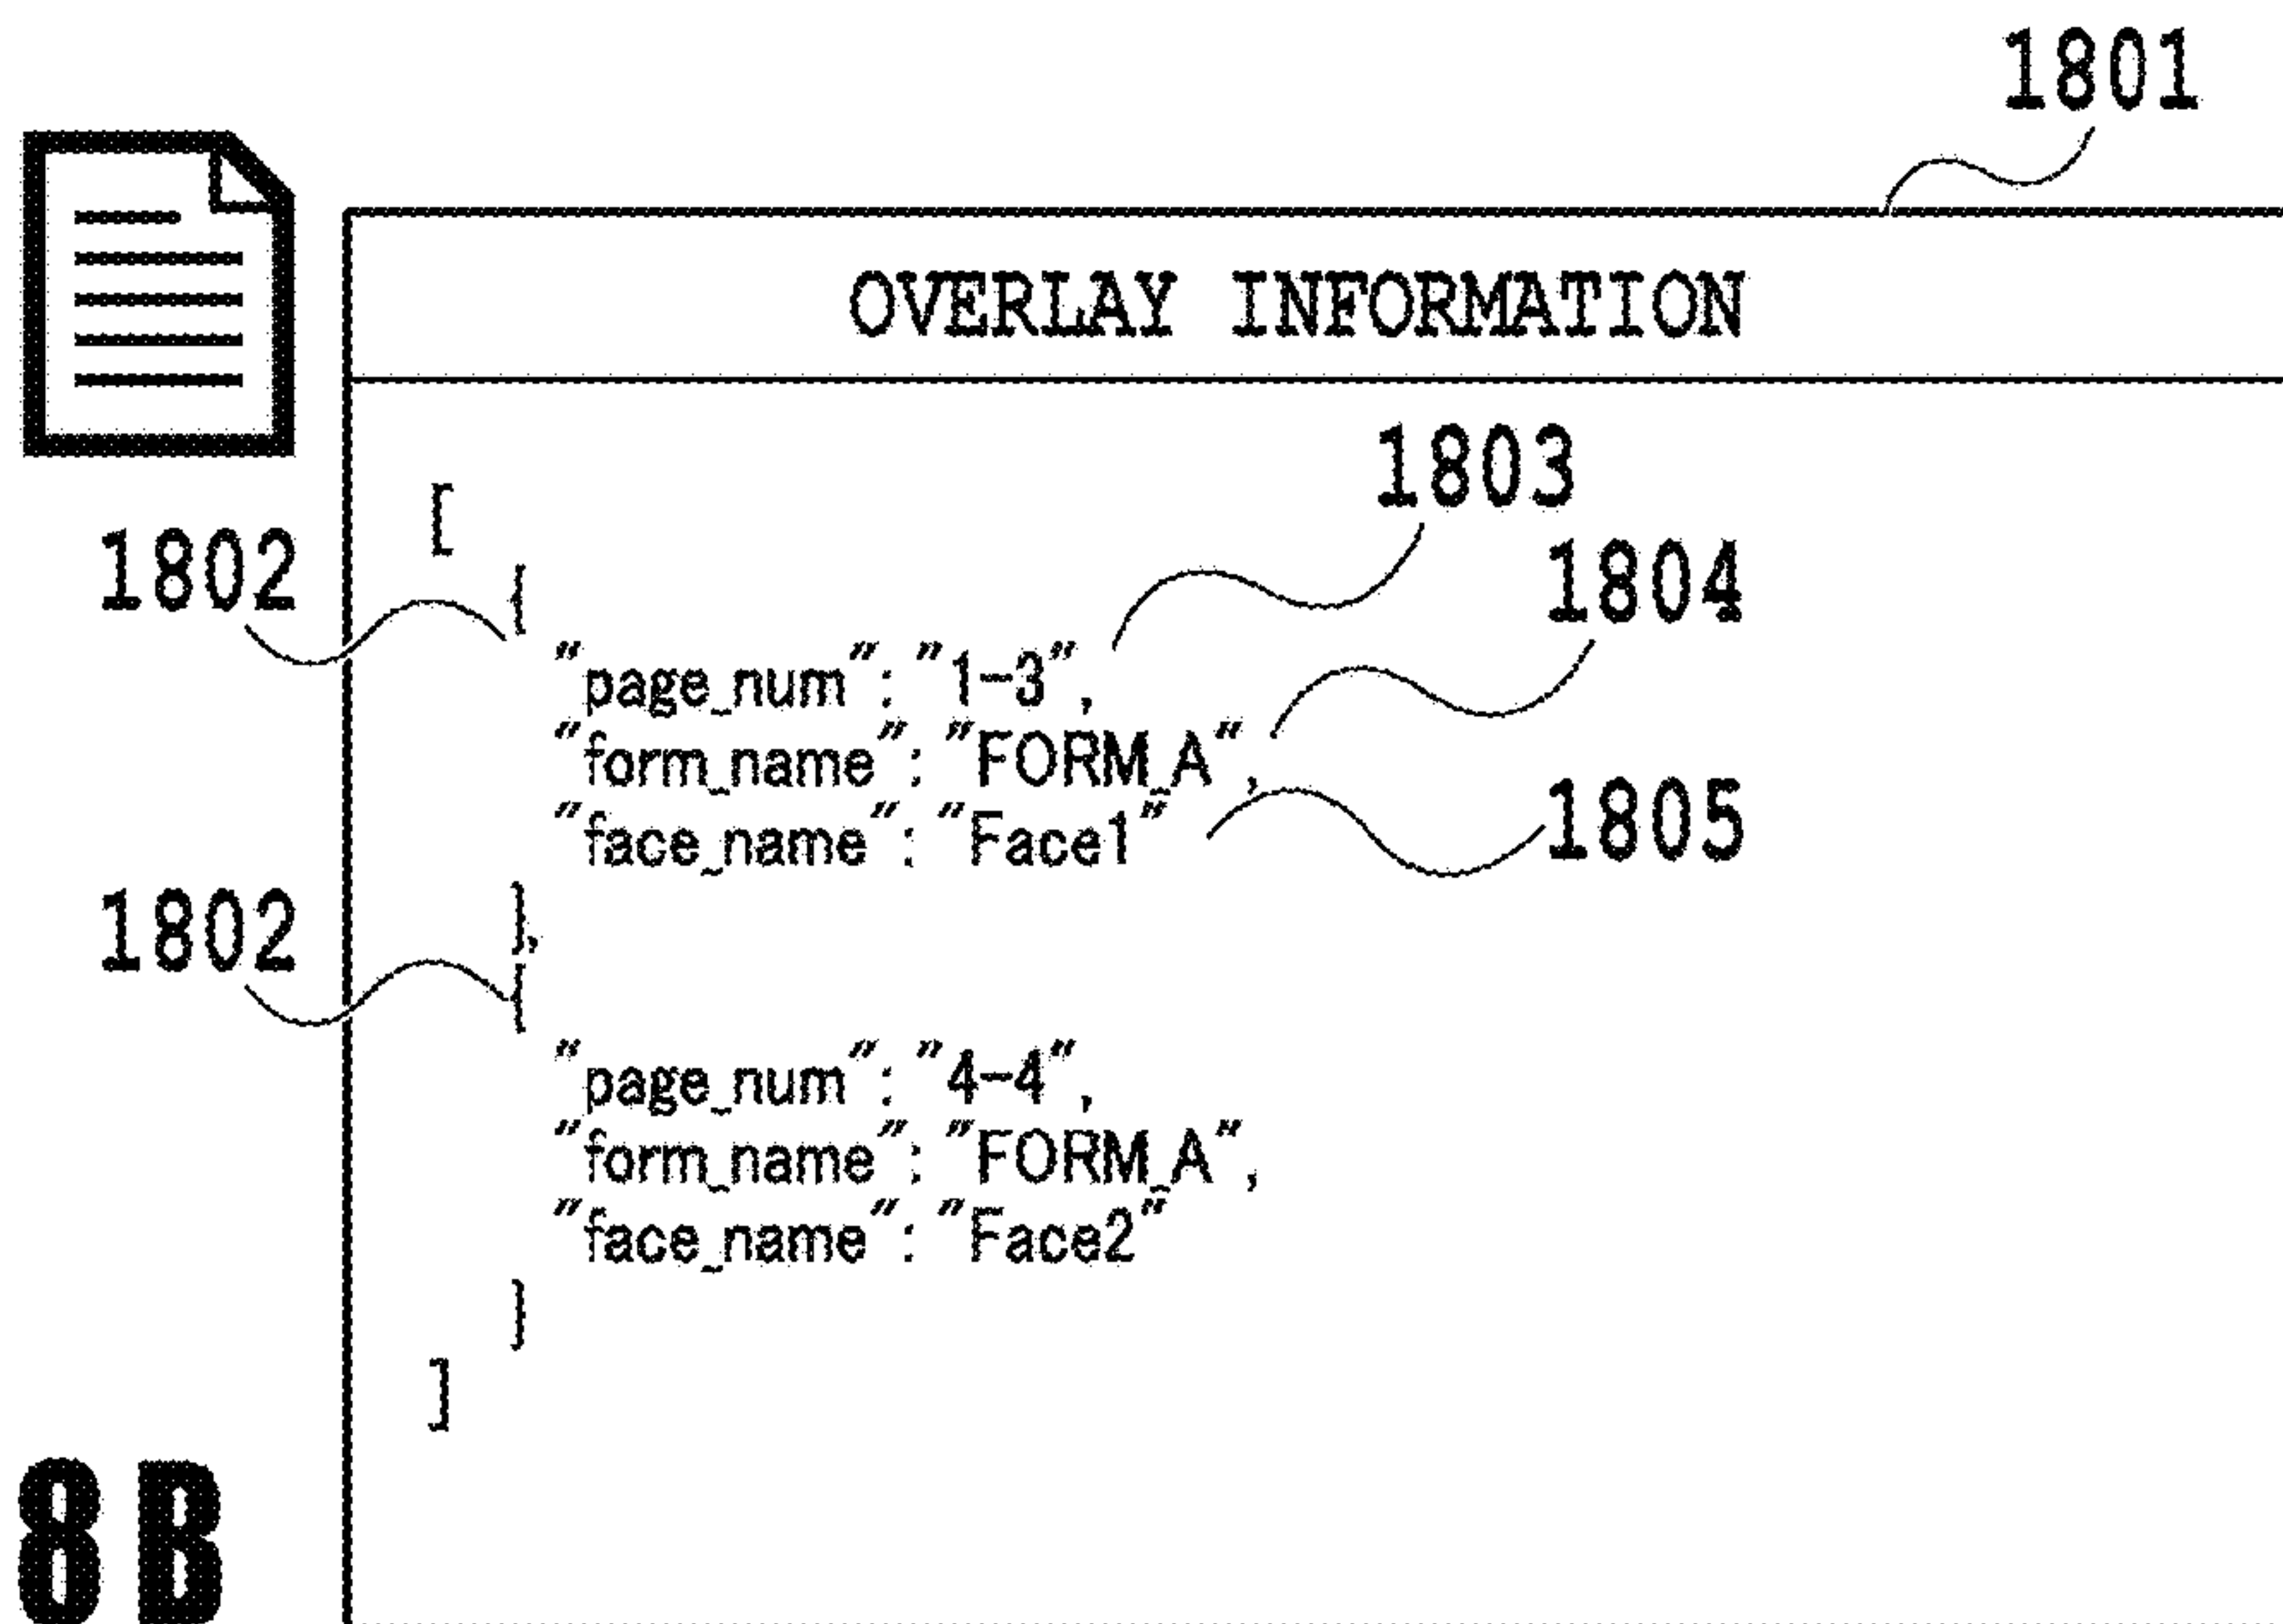 1801
OVERLAY INFORMATION
1803
[
1802
{
1804
"page_num": "1-3",
"form_name": "FORM_A",
"face_name": "Face1"
1805
1802
},
{
"page_num": "4-4",
"form_name": "FORM_A",
"face_name": "Face2"
}
]
8B